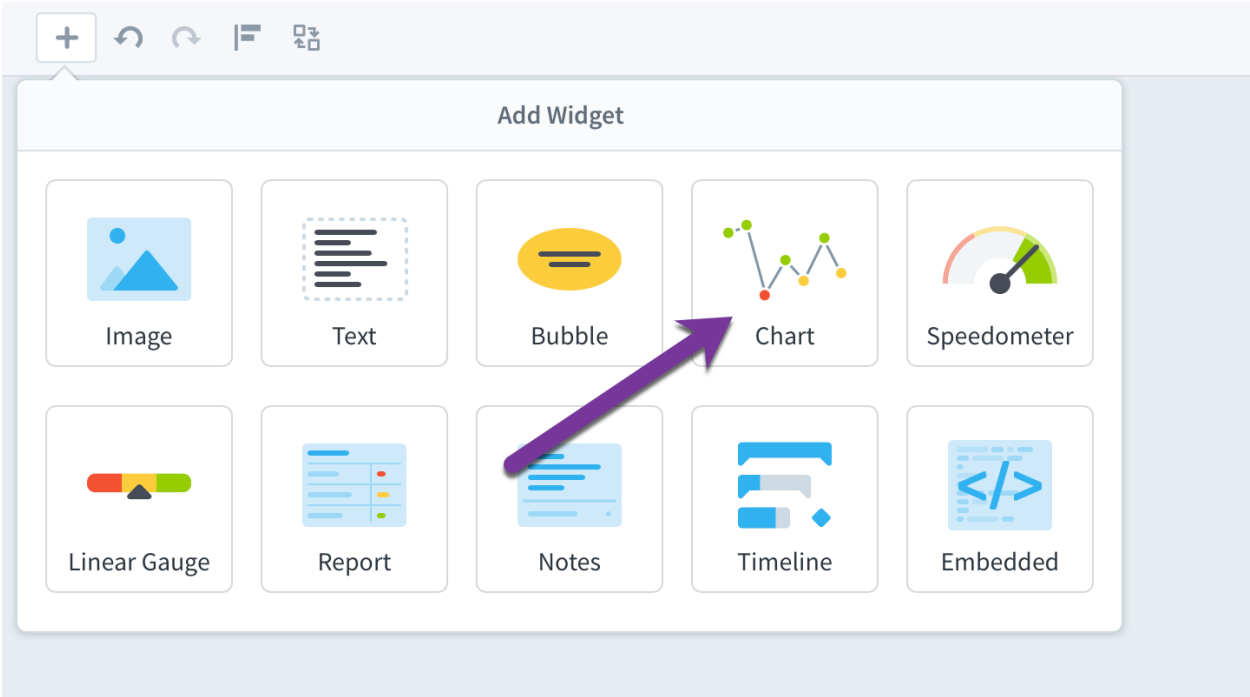 Add Widget
Image
Text
Bubble
Chart
Speedometer
Linear Gauge
Report
Notes
Timeline
Embedded